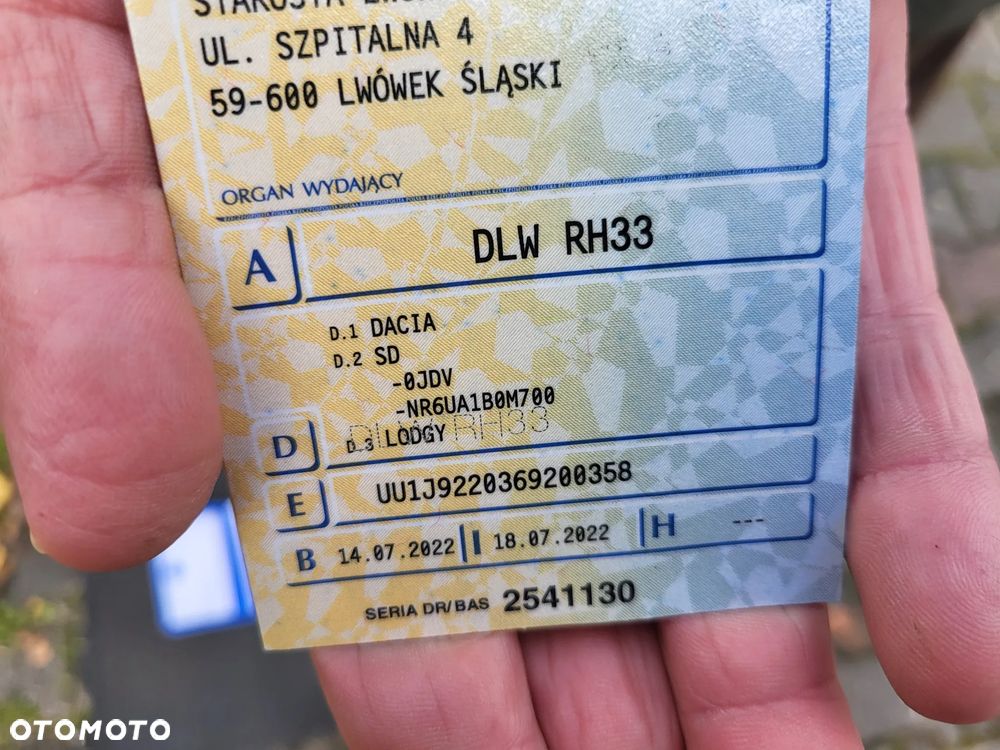 UL. SZPITALNA 4
59-600 LWÓWEK ŚLĄSKI
ORGAN WYDAJĄCY
A DLW RH33
D.1 DACIA
D.2 SD
-0JDV
-NR6UA1B0M700
DLW RH33
D D.3 LODGY
E UU1J9220369200358
B 14.07.2022 I 18.07.2022 H ---
SERIA DR/BAS 2541130
OTOMOTO